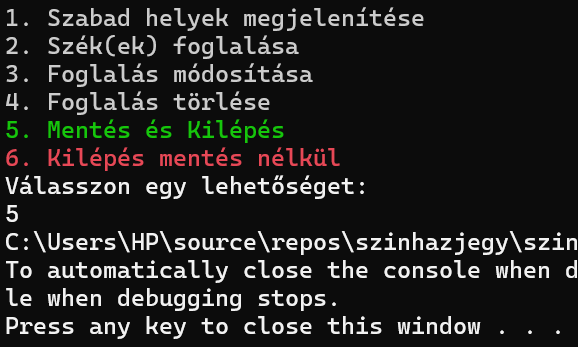 1. Szabad helyek megjelenítése
2. Szék(ek) foglalása
3. Foglalás módosítása
4. Foglalás törlése
5. Mentés és Kilépés
6. Kilépés mentés nélkül
Válasszon egy lehetőséget:
5
C:\Users\HP\source\repos\szinhazjegy\szin
To automatically close the console when d
le when debugging stops.
Press any key to close this window . . .